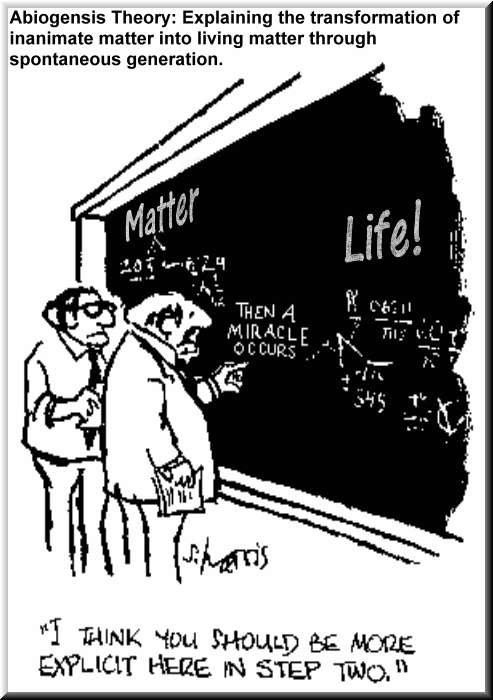 Abiogensis Theory: Explaining the transformation of
inanimate matter into living matter through
spontaneous generation.
Matter
Life!
THEN A
MIRACLE
OCCURS
"I THINK YOU SHOULD BE MORE
EXPLICIT HERE IN STEP TWO."